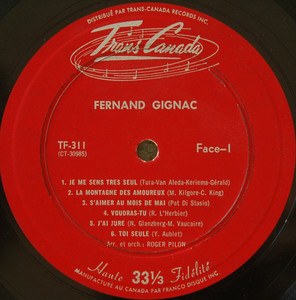 DISTRIBUÉ PAR TRANS-CANADA RECORDS INC.
Trans Canada
FERNAND GIGNAC
TF-311
(CT-30985)
Face-1
1. JE ME SENS TRES SEUL (Tura-Van Aleda-Keriema-Gérald)
2. LA MONTAGNE DES AMOUREUX (M. Kilgore-C. King)
3. S'AIMER AU MOIS DE MAI (Pat Di Stasio)
4. VOUDRAS-TU (R. L'Herbier)
5. J'AI JURE (N. Glanzberg-M. Vaucaire)
6. TOI SEULE (Y. Aublet)
Arr. et orch.: ROGER PILON
Haute 33⅓ Fidélité
MANUFACTURE AU CANADA PAR FRANCO DISQUE INC.